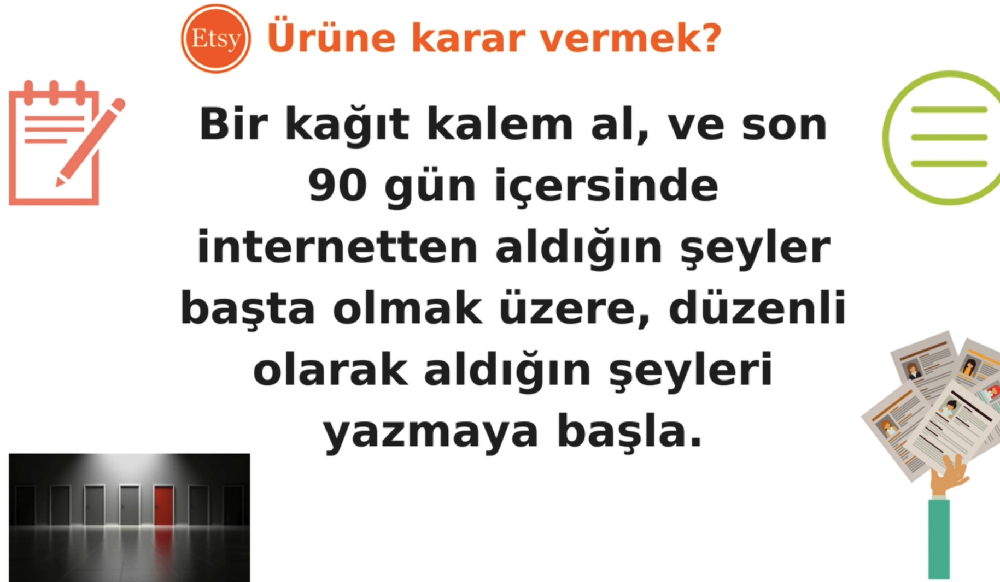 Etsy Ürüne karar vermek?
Bir kağıt kalem al, ve son
90 gün içersinde
internetten aldığın şeyler
başta olmak üzere, düzenli
olarak aldığın şeyleri
yazmaya başla.